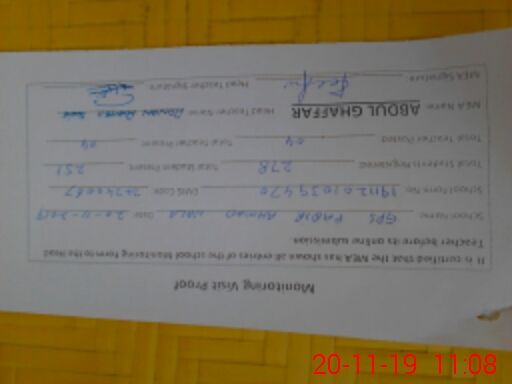 Monitoring Visit Proof
It is certified that the MEA has shown all entries of the school Monitoring Form to the Head
Teacher before its online submission.
School Name GPS Date 20-11-2019
School Form No EMIS Code
Total Students Registered 278 Total Student Present 251
Total Teacher Posted 04 Total Teacher Present 04
MEA Name ABDUL GHAFFAR Head Teacher Name
MEA Signature Head Teacher Signature
20-11-19 11:08